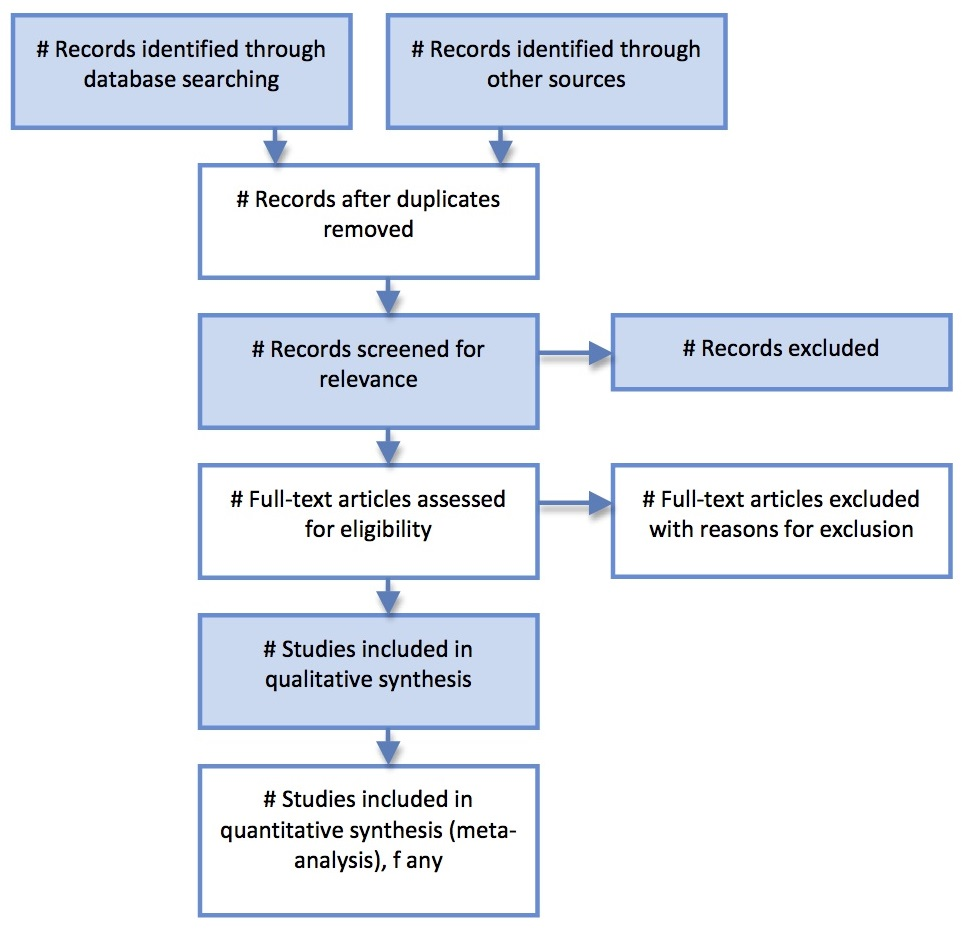 # Records identified through
database searching
# Records identified through
other sources
# Records after duplicates
removed
# Records screened for
relevance
# Records excluded
# Full-text articles assessed
for eligibility
# Full-text articles excluded
with reasons for exclusion
# Studies included in
qualitative synthesis
# Studies included in
quantitative synthesis (meta-
analysis), f any